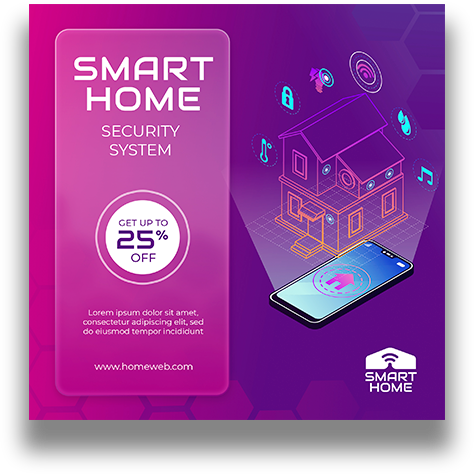 SMART
HOME
SECURITY
SYSTEM
GET UP TO
25%
OFF
Lorem ipsum dolor sit amet,
consectetur adipiscing elit, sed
do eiusmod tempor incididunt
www.homeweb.com
SMART
HOME